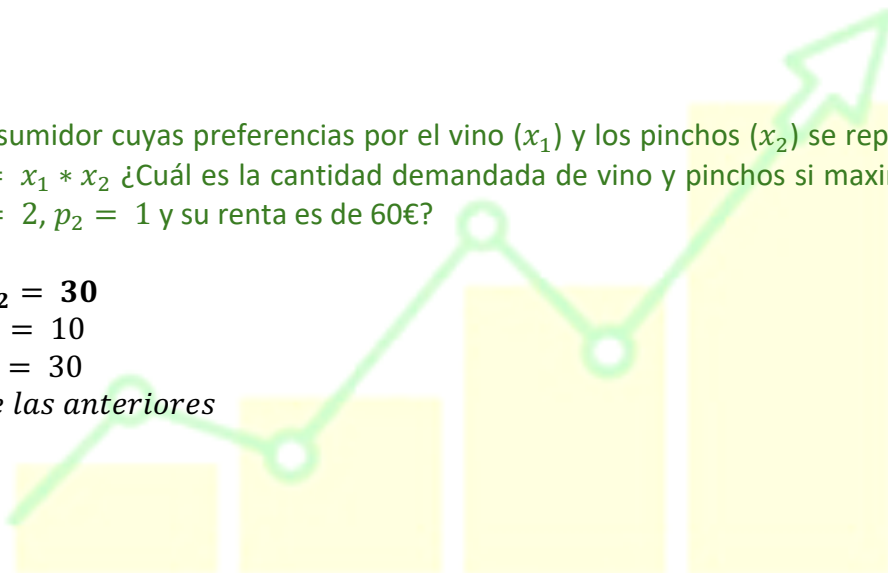 sumidor cuyas preferencias por el vino (𝑥₁) y los pinchos (𝑥₂) se rep
= 𝑥₁ ∗ 𝑥₂ ¿Cuál es la cantidad demandada de vino y pinchos si maxi
= 2, 𝑝₂ = 1 y su renta es de 60€?
₂ = 30
= 10
= 30
las anteriores